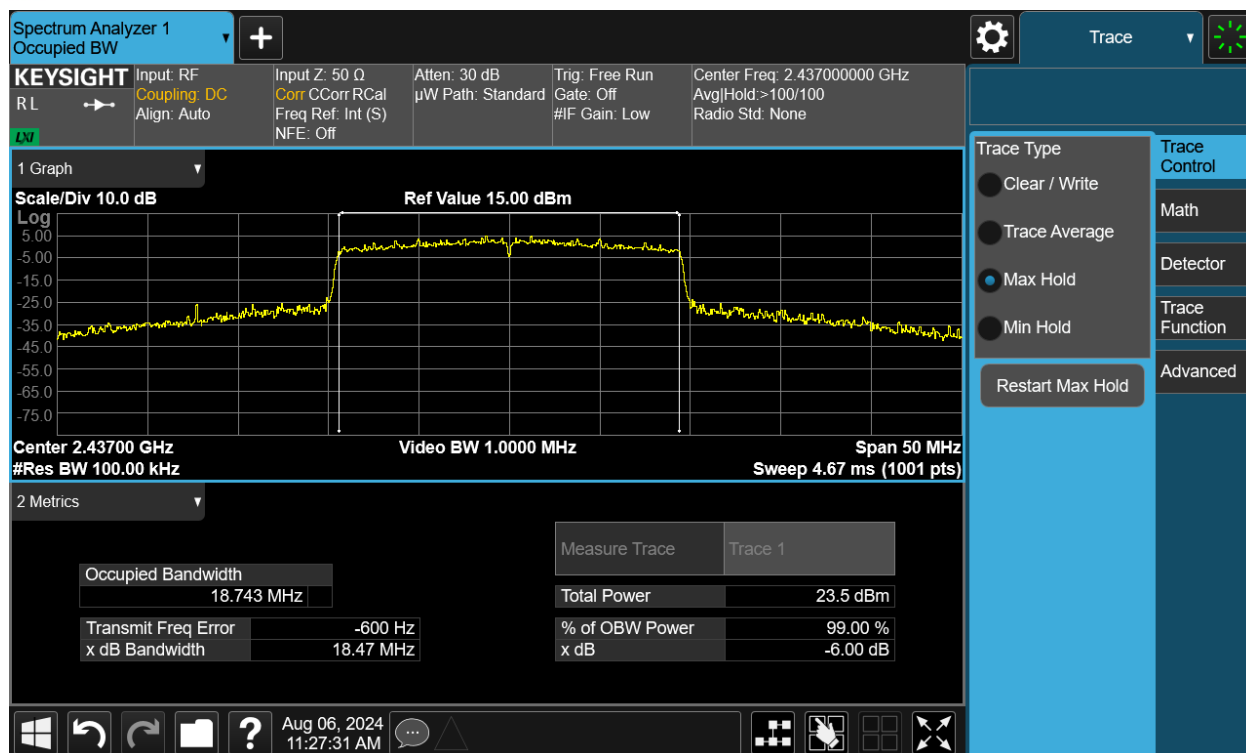 Spectrum Analyzer 1
Occupied BW
+
Trace
KEYSIGHT
R L
LXI
Input: RF
Coupling: DC
Align: Auto
Input Z: 50 Ω
Corr CCorr RCal
Freq Ref: Int (S)
NFE: Off
Atten: 30 dB
µW Path: Standard
Trig: Free Run
Gate: Off
#IF Gain: Low
Center Freq: 2.437000000 GHz
Avg|Hold:>100/100
Radio Std: None
1 Graph
Scale/Div 10.0 dB
Ref Value 15.00 dBm
Log
5.00
-5.00
-15.0
-25.0
-35.0
-45.0
-55.0
-65.0
-75.0
Center 2.43700 GHz
Video BW 1.0000 MHz
Span 50 MHz
#Res BW 100.00 kHz
Sweep 4.67 ms (1001 pts)
2 Metrics
Measure Trace
Trace 1
Occupied Bandwidth
18.743 MHz
Total Power
23.5 dBm
Transmit Freq Error
-600 Hz
% of OBW Power
99.00 %
x dB Bandwidth
18.47 MHz
x dB
-6.00 dB
Trace Type
Clear / Write
Trace Average
Max Hold
Min Hold
Restart Max Hold
Trace
Control
Math
Detector
Trace
Function
Advanced
?
Aug 06, 2024
11:27:31 AM